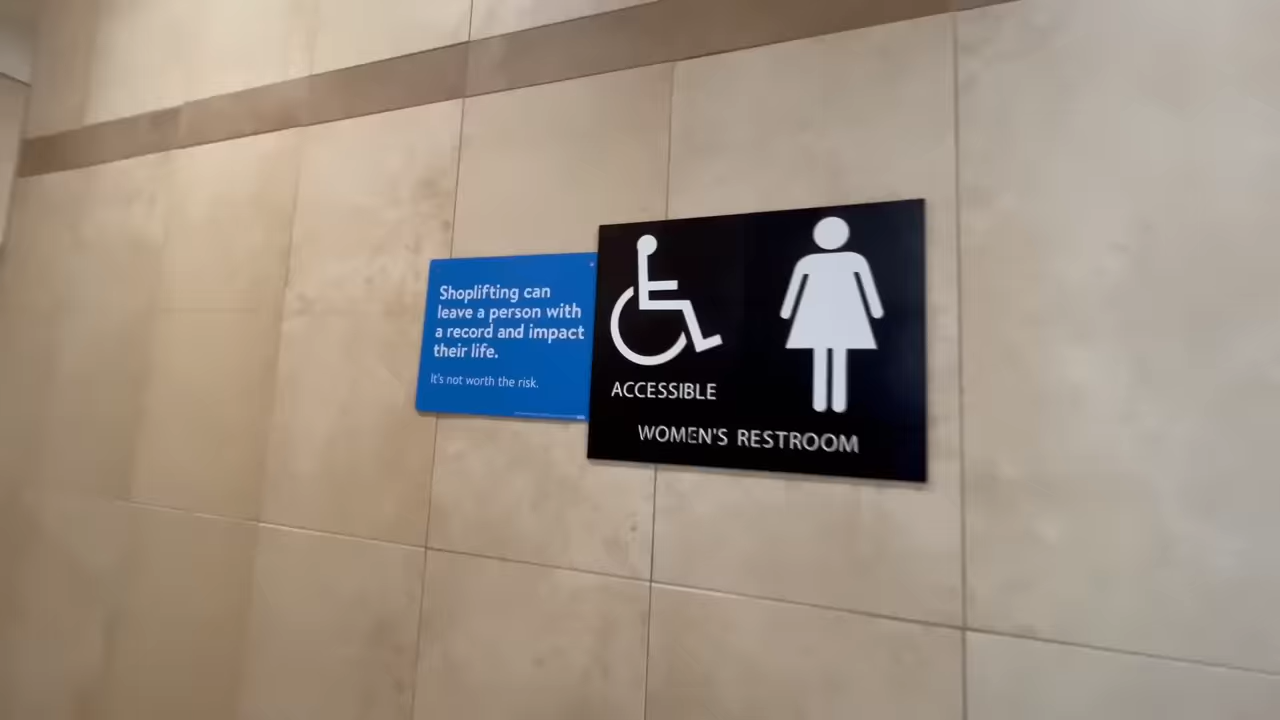 Shoplifting can
leave a person with
a record and impact
their life.
It's not worth the risk.
ACCESSIBLE
WOMEN'S RESTROOM